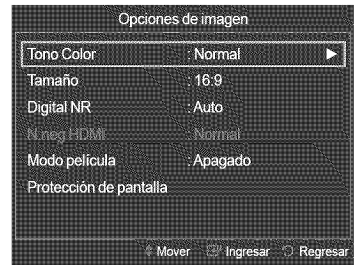 Opciones de imagen
Tono Color : Normal
Tamaño : 16:9
Digital NR : Auto
N.neg HDMI : Normal
Modo película : Apagado
Protección de pantalla
Mover Ingresar Regresar